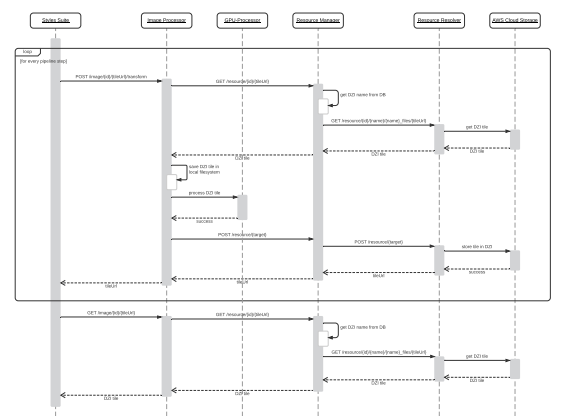 Styles Suite
Image Processor
GPU-Processor
Resource Manager
Resource Resolver
AWS Cloud Storage
loop
[for every pipeline step]
POST /image/{id}/{tileUrl}/transform
GET /resource/{id}/{tileUrl}
get DZI name from DB
GET /resource/{id}/{name}/{name}_files/{tileUrl}
get DZI tile
DZI tile
DZI tile
DZI tile
save DZI tile in
local filesystem
process DZI tile
success
POST /resource/{target}
POST /resource/{target}
store tile in DZI
success
tileUrl
tileUrl
tileUrl
GET /image/{id}/{tileUrl}
GET /resource/{id}/{tileUrl}
get DZI name from DB
GET /resource/{id}/{name}/{name}_files/{tileUrl}
get DZI tile
DZI tile
DZI tile
DZI tile
DZI tile